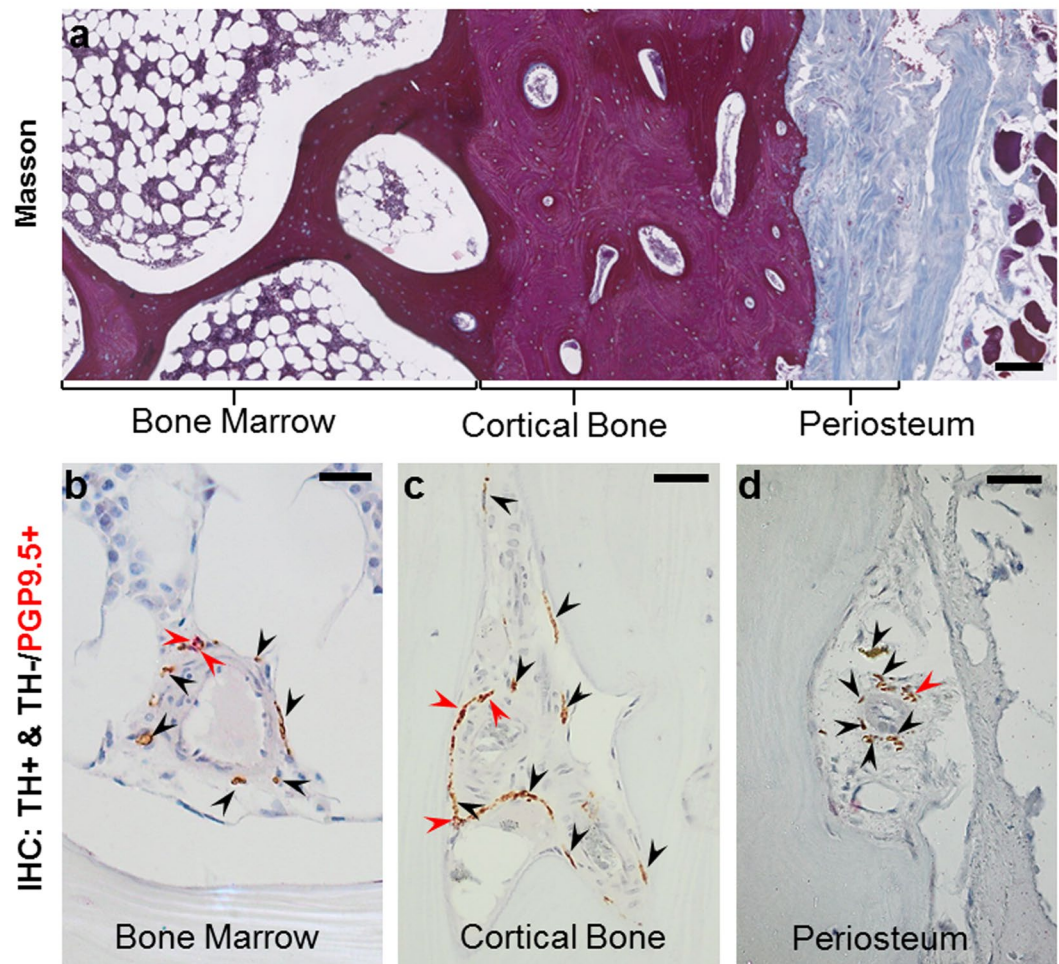 a
Masson
Bone Marrow
Cortical Bone
Periosteum
b
c
d
IHC: TH+ & TH-/PGP9.5+
Bone Marrow
Cortical Bone
Periosteum